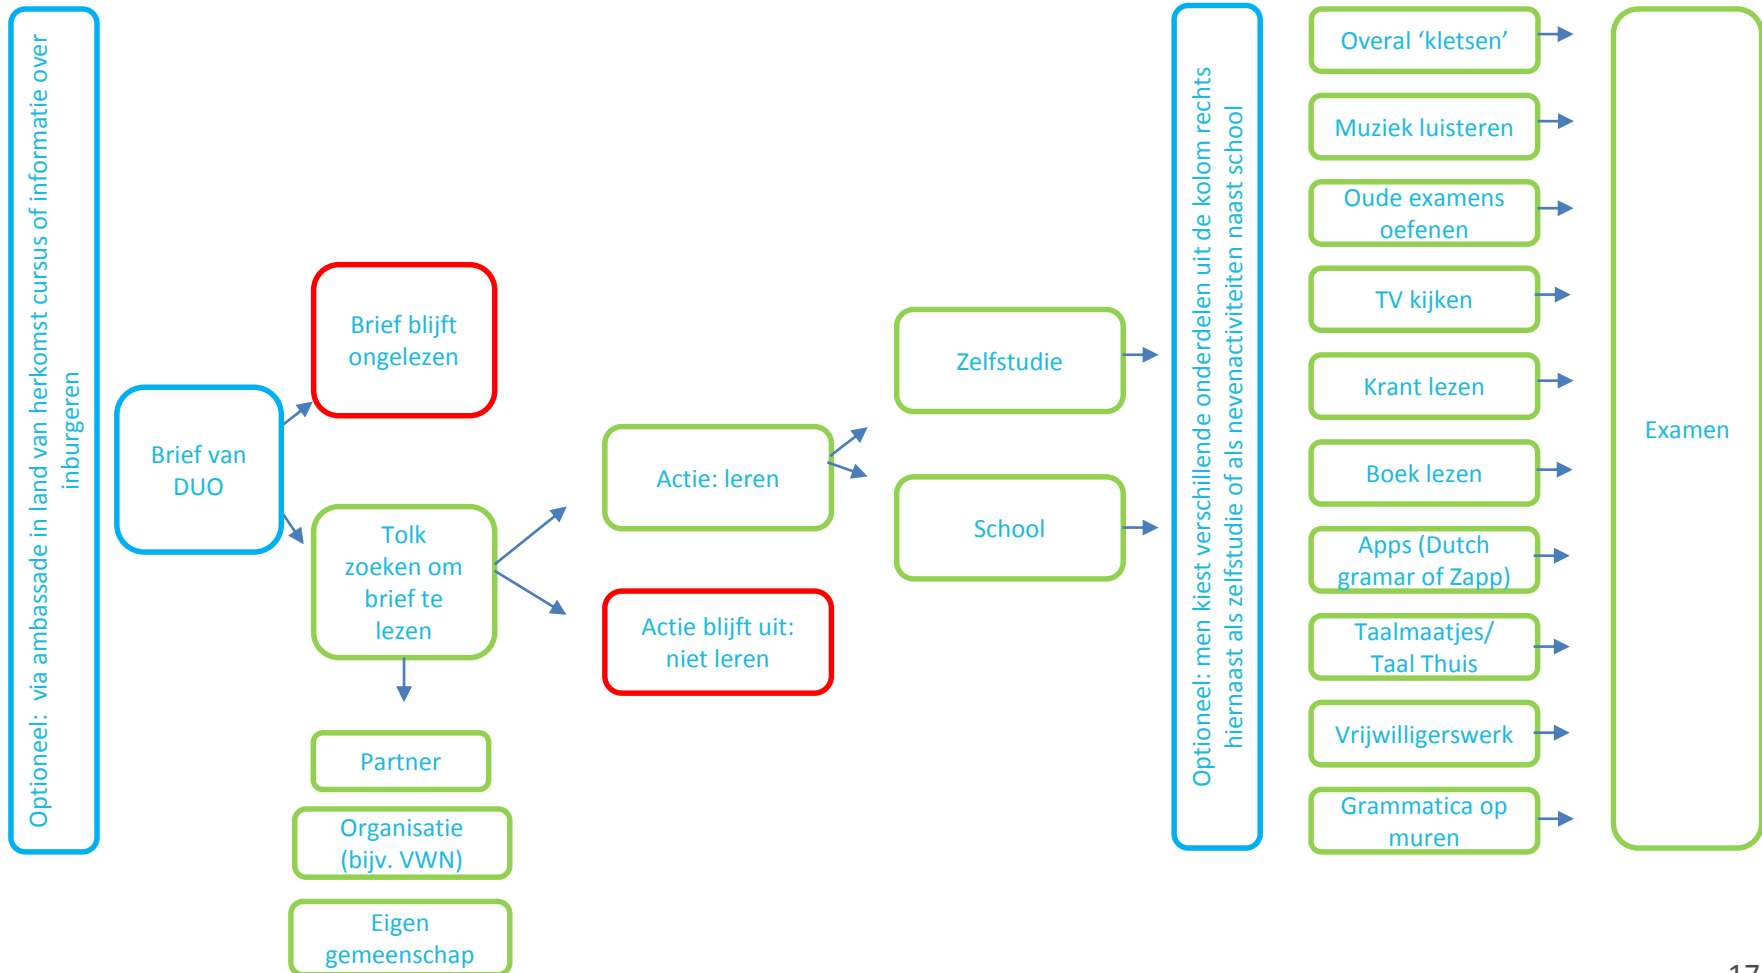 Optioneel: via ambassade in land van herkomst cursus of informatie over
inburgeren
Brief van
DUO
Brief blijft
ongelezen
Tolk
zoeken om
brief te
lezen
Partner
Organisatie
(bijv. VWN)
Eigen
gemeenschap
Actie: leren
Actie blijft uit:
niet leren
Zelfstudie
School
Optioneel: men kiest verschillende onderdelen uit de kolom rechts
hiernaast als zelfstudie of als nevenactiviteiten naast school
Overal ‘kletsen’
Muziek luisteren
Oude examens
oefenen
TV kijken
Krant lezen
Boek lezen
Apps (Dutch
gramar of Zapp)
Taalmaatjes/
Taal Thuis
Vrijwilligerswerk
Grammatica op
muren
Examen
17